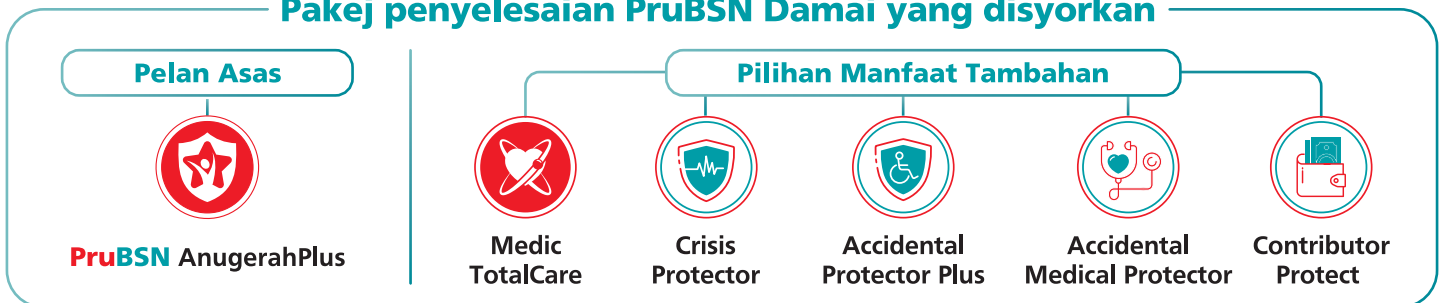 Pakej penyelesaian PruBSN Damai yang disyorkan
Pelan Asas
PruBSN AnugerahPlus
Pilihan Manfaat Tambahan
Medic
TotalCare
Crisis
Protector
Accidental
Protector Plus
Accidental
Medical Protector
Contributor
Protect